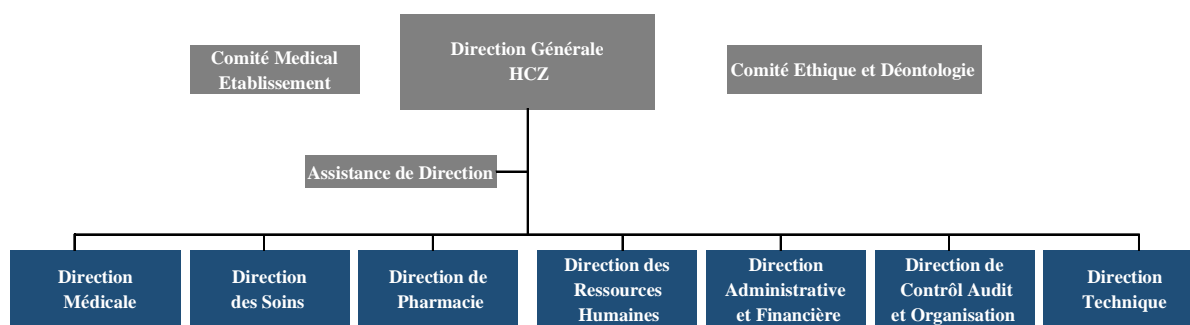 Comité Medical
Etablissement
Direction Générale
HCZ
Comité Ethique et Déontologie
Assistance de Direction
Direction
Médicale
Direction
des Soins
Direction de
Pharmacie
Direction des
Ressources
Humaines
Direction
Administrative
et Financière
Direction de
Contrôl Audit
et Organisation
Direction
Technique